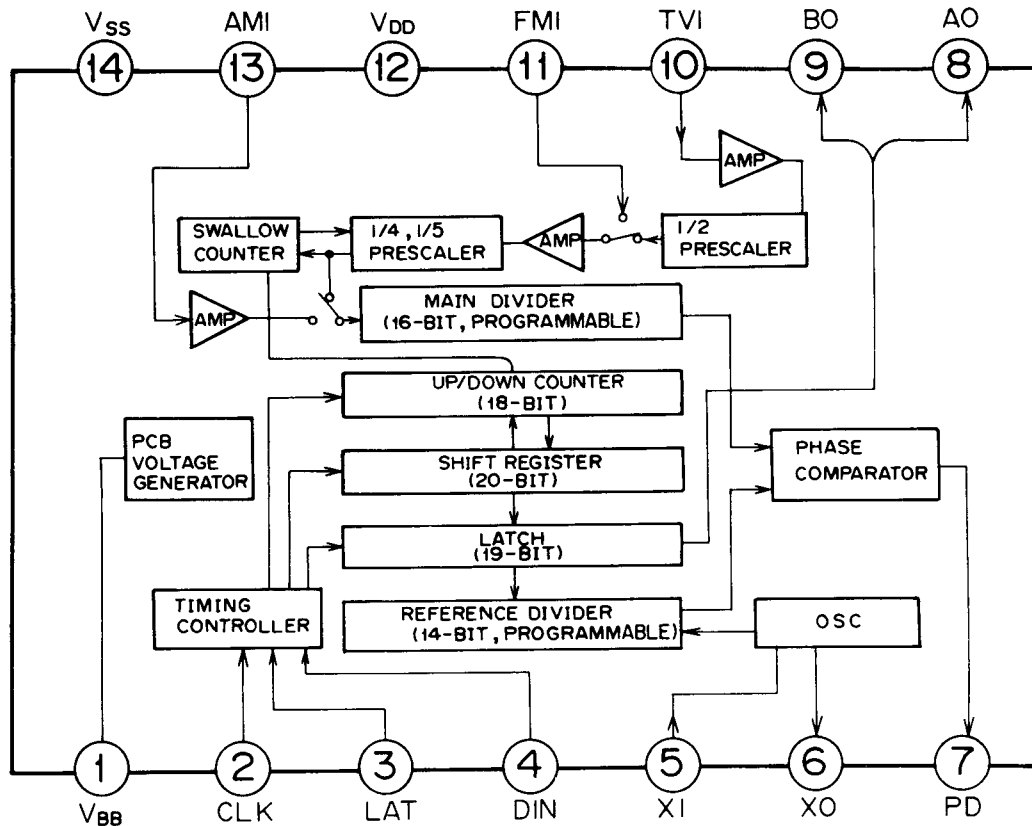 VSS AMI VDD FMI TVI BO AO
14 13 12 11 10 9 8
AMP
SWALLOW
COUNTER
1/4, 1/5
PRESCALER
AMP
1/2
PRESCALER
AMP
MAIN DIVIDER
(16-BIT, PROGRAMMABLE)
UP/DOWN COUNTER
(18-BIT)
PCB
VOLTAGE
GENERATOR
SHIFT REGISTER
(20-BIT)
PHASE
COMPARATOR
LATCH
(19-BIT)
TIMING
CONTROLLER
REFERENCE DIVIDER
(14-BIT, PROGRAMMABLE)
OSC
1 2 3 4 5 6 7
VBB CLK LAT DIN XI XO PD